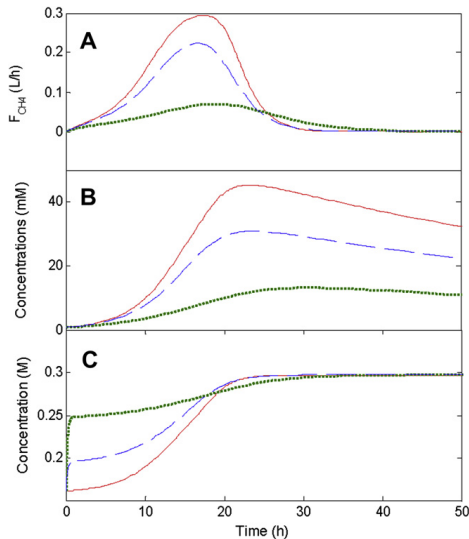 0.3
A
0.2
F_CH4 (L/h)
0.1
0
B
40
Concentrations (mM)
20
0
C
0.3
Concentration (M)
0.25
0.2
0 10 20 30 40 50
Time (h)